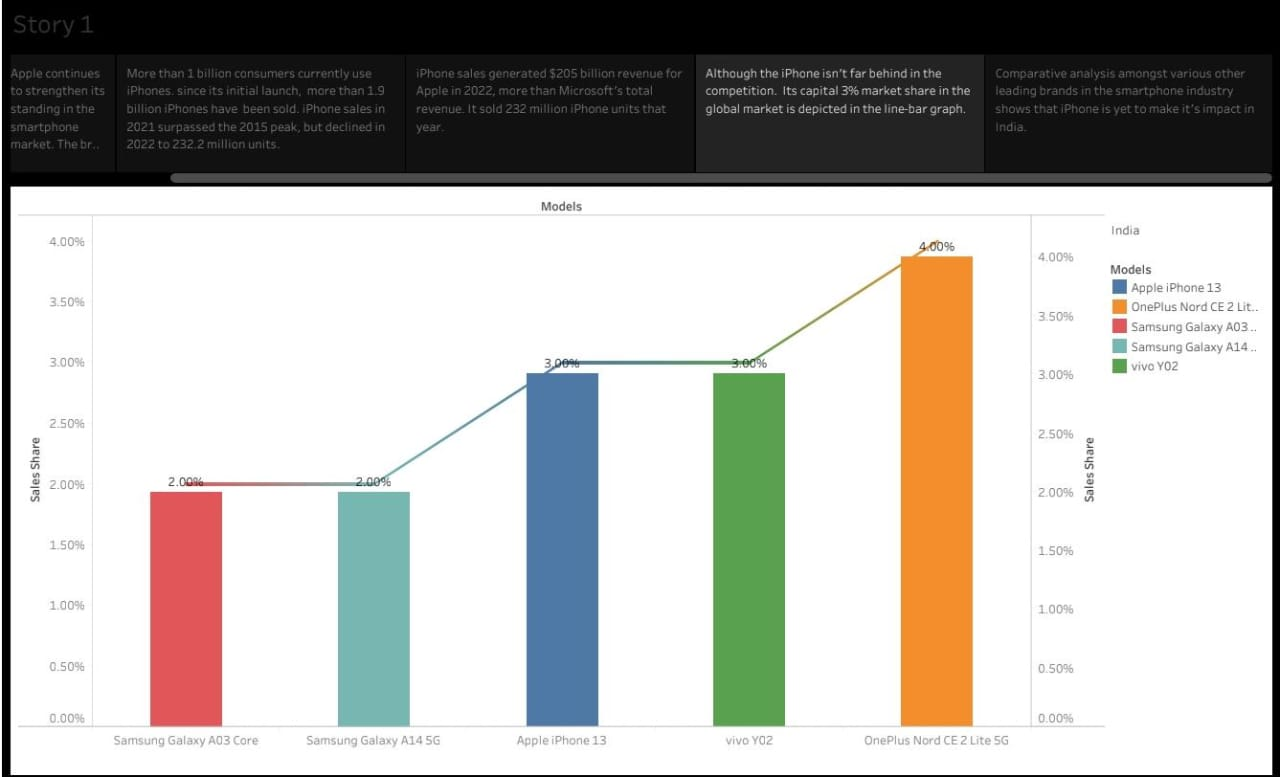 Story 1
Apple continues
to strengthen its
standing in the
smartphone
market. The br..
More than 1 billion consumers currently use
iPhones. since its initial launch, more than 1.9
billion iPhones have been sold. iPhone sales in
2021 surpassed the 2015 peak, but declined in
2022 to 232.2 million units.
iPhone sales generated $205 billion revenue for
Apple in 2022, more than Microsoft's total
revenue. It sold 232 million iPhone units that
year.
Although the iPhone isn't far behind in the
competition. Its capital 3% market share in the
global market is depicted in the line-bar graph.
Comparative analysis amongst various other
leading brands in the smartphone industry
shows that iPhone is yet to make it's impact in
India.
Models
4.00%
3.50%
3.00%
2.50%
2.00%
1.50%
1.00%
0.50%
0.00%
Sales Share
2.00%
2.00%
3.00%
3.00%
4.00%
Samsung Galaxy A03 Core
Samsung Galaxy A14 5G
Apple iPhone 13
vivo Y02
OnePlus Nord CE 2 Lite 5G
4.00%
3.50%
3.00%
2.50%
2.00%
1.50%
1.00%
0.50%
0.00%
Sales Share
India
Models
Apple iPhone 13
OnePlus Nord CE 2 Lit..
Samsung Galaxy A03 ..
Samsung Galaxy A14 ..
vivo Y02